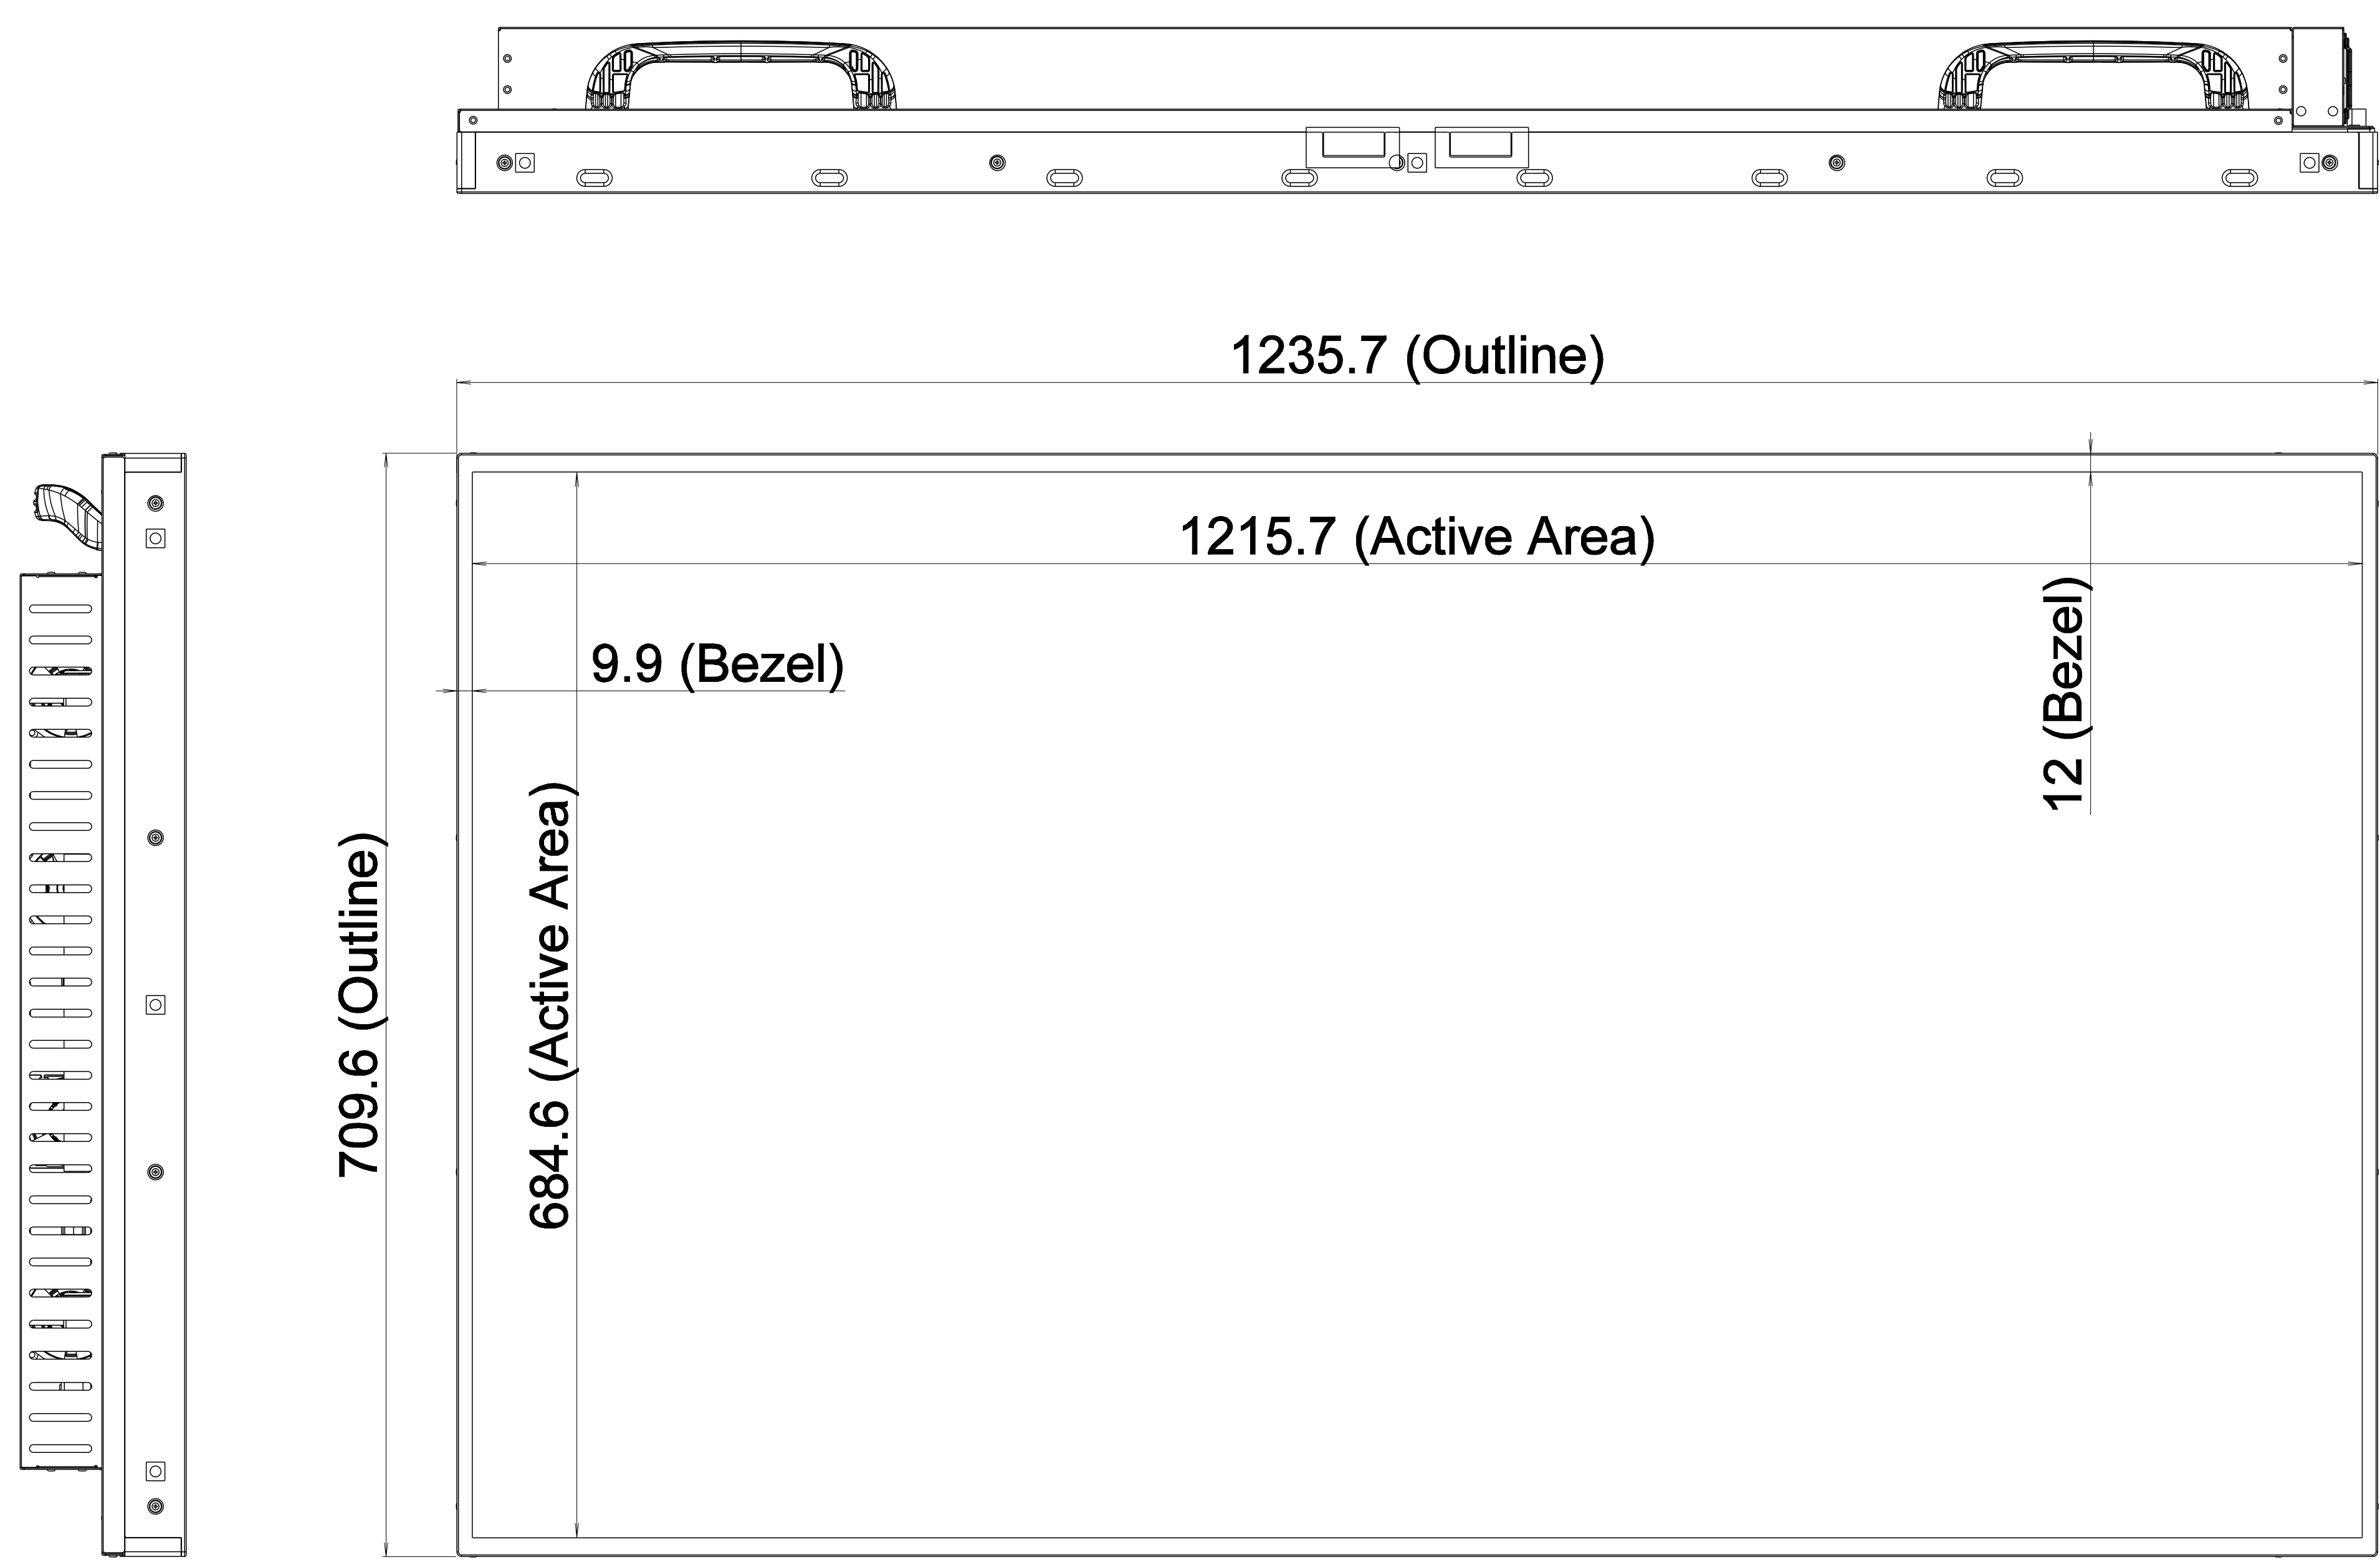 1235.7 (Outline)
1215.7 (Active Area)
9.9 (Bezel)
12 (Bezel)
709.6 (Outline)
684.6 (Active Area)